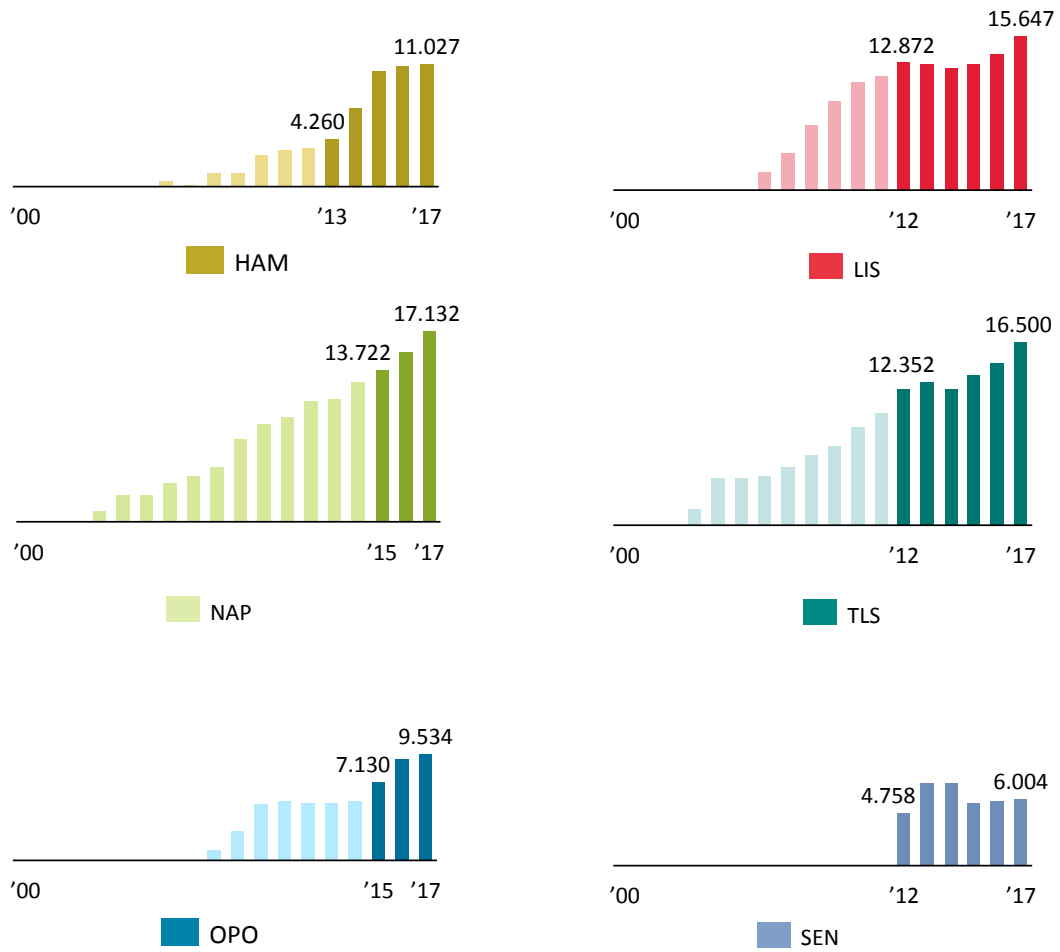 11.027
4.260
’00 ’13 ’17
HAM
15.647
12.872
’00 ’12 ’17
LIS
17.132
13.722
’00 ’15 ’17
NAP
16.500
12.352
’00 ’12 ’17
TLS
9.534
7.130
’00 ’15 ’17
OPO
6.004
4.758
’00 ’12 ’17
SEN